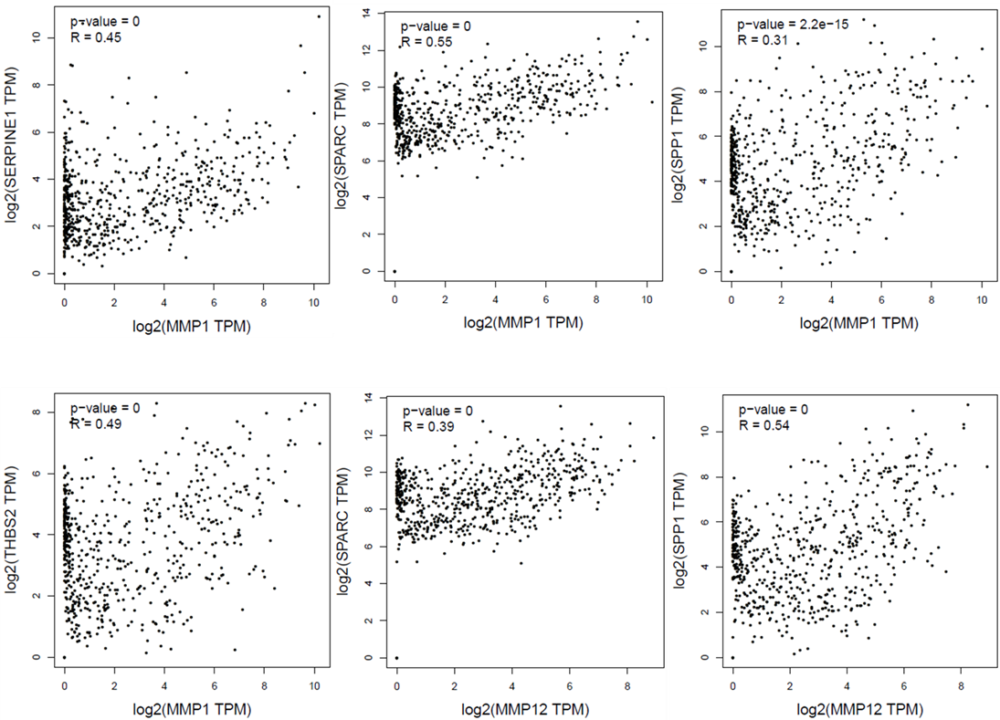 p-value = 0
R = 0.45
log2(SERPINE1 TPM)
0 2 4 6 8 10
0 2 4 6 8 10
log2(MMP1 TPM)
p-value = 0
R = 0.55
log2(SPARC TPM)
0 2 4 6 8 10 12 14
0 2 4 6 8 10
log2(MMP1 TPM)
p-value = 2.2e-15
R = 0.31
log2(SPP1 TPM)
0 2 4 6 8 10
0 2 4 6 8 10
log2(MMP1 TPM)
p-value = 0
R = 0.49
log2(THBS2 TPM)
0 2 4 6 8
0 2 4 6 8 10
log2(MMP1 TPM)
p-value = 0
R = 0.39
log2(SPARC TPM)
0 2 4 6 8 10 12 14
0 2 4 6 8
log2(MMP12 TPM)
p-value = 0
R = 0.54
log2(SPP1 TPM)
0 2 4 6 8 10
0 2 4 6 8
log2(MMP12 TPM)